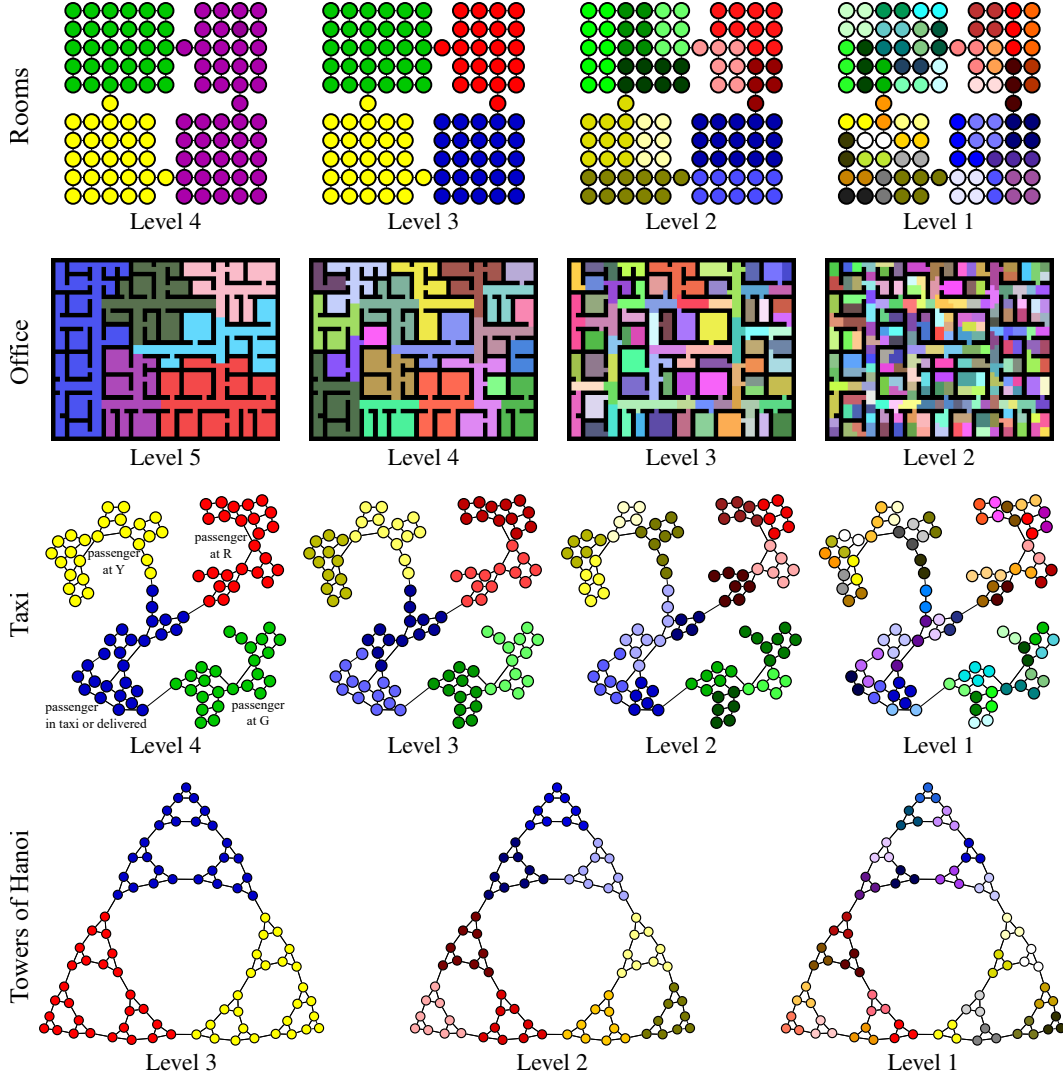 Rooms
Level 4
Level 3
Level 2
Level 1
Office
Level 5
Level 4
Level 3
Level 2
Taxi
passenger
at Y
passenger
at R
passenger
in taxi or delivered
passenger
at G
Level 4
Level 3
Level 2
Level 1
Towers of Hanoi
Level 3
Level 2
Level 1